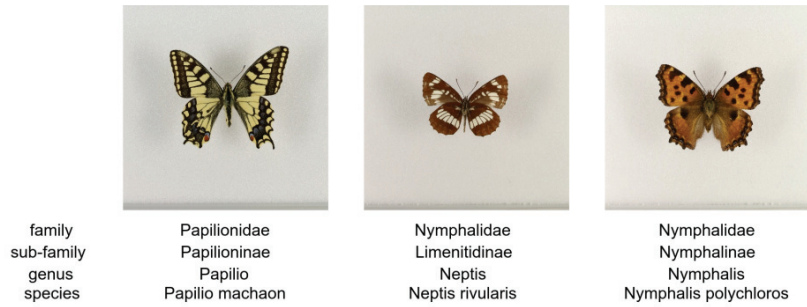 family Papilionidae Nymphalidae Nymphalidae
sub-family Papilioninae Limenitidinae Nymphalinae
genus Papilio Neptis Nymphalis
species Papilio machaon Neptis rivularis Nymphalis polychloros